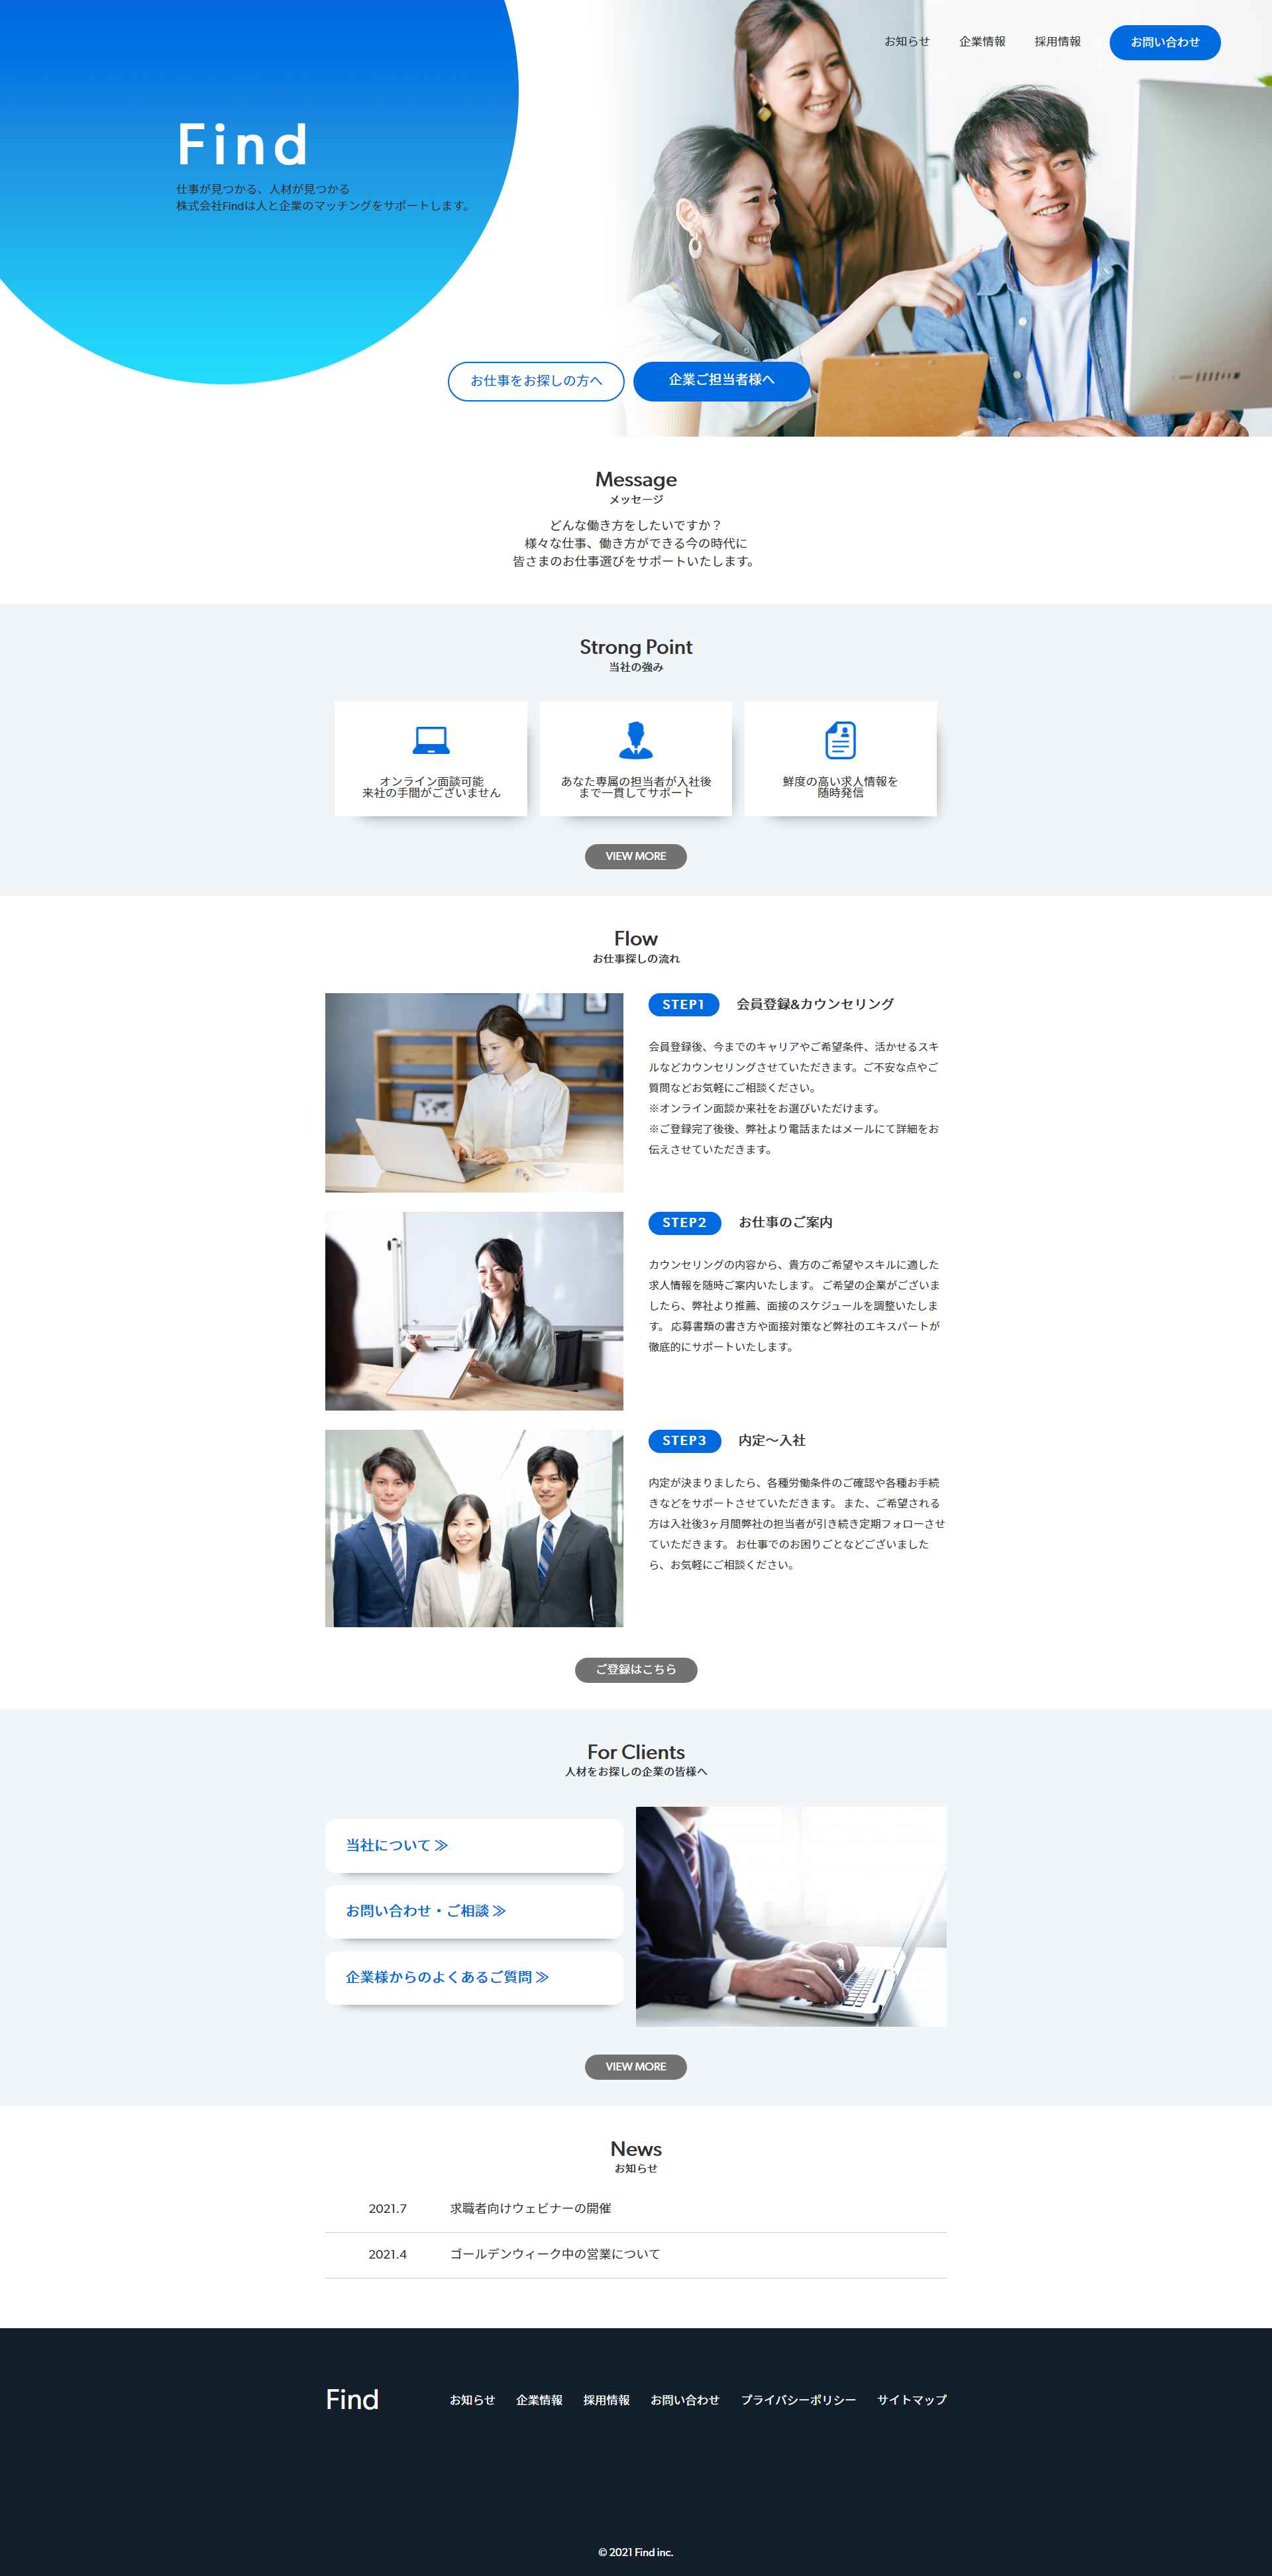 お知らせ 企業情報 採用情報 お問い合わせ
Find
仕事が見つかる、人材が見つかる
株式会社Findは人と企業のマッチングをサポートします。
お仕事をお探しの方へ 企業ご担当者様へ
Message
メッセージ
どんな働き方をしたいですか？
様々な仕事、働き方ができる今の時代に
皆さまのお仕事選びをサポートいたします。
Strong Point
当社の強み
オンライン面談可能
来社の手間がございません
あなた専属の担当者が入社後
まで一貫してサポート
鮮度の高い求人情報を
随時発信
VIEW MORE
Flow
お仕事探しの流れ
STEP1 会員登録&カウンセリング
会員登録後、今までのキャリアやご希望条件、活かせるスキ
ルなどカウンセリングさせていただきます。ご不安な点やご
質問などお気軽にご相談ください。
※オンライン面談か来社をお選びいただけます。
※ご登録完了後後、弊社より電話またはメールにて詳細をお
伝えさせていただきます。
STEP2 お仕事のご案内
カウンセリングの内容から、貴方のご希望やスキルに適した
求人情報を随時ご案内いたします。 ご希望の企業がございま
したら、弊社より推薦、面接のスケジュールを調整いたしま
す。 応募書類の書き方や面接対策など弊社のエキスパートが
徹底的にサポートいたします。
STEP3 内定〜入社
内定が決まりましたら、各種労働条件のご確認や各種お手続
きなどをサポートさせていただきます。 また、ご希望される
方は入社後3ヶ月間弊社の担当者が引き続き定期フォローさせ
ていただきます。 お仕事でのお困りごとなどございました
ら、お気軽にご相談ください。
ご登録はこちら
For Clients
人材をお探しの企業の皆様へ
当社について ≫
お問い合わせ・ご相談 ≫
企業様からのよくあるご質問 ≫
VIEW MORE
News
お知らせ
2021.7 求職者向けウェビナーの開催
2021.4 ゴールデンウィーク中の営業について
Find お知らせ 企業情報 採用情報 お問い合わせ プライバシーポリシー サイトマップ
© 2021 Find inc.